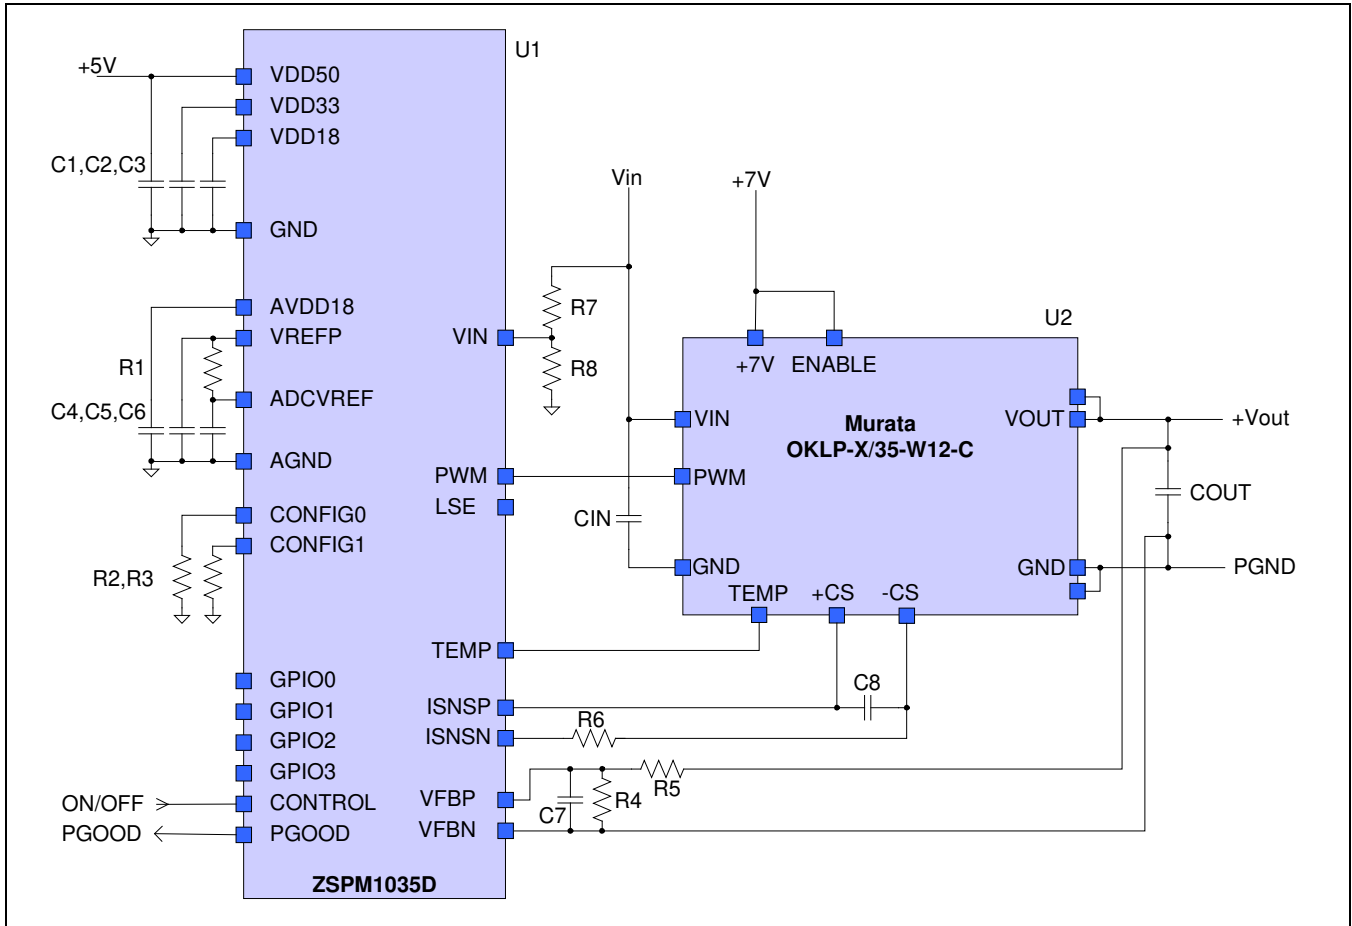 U1
+5V
VDD50
VDD33
VDD18
C1,C2,C3
GND
Vin
+7V
AVDD18
VREFP
R1
ADCVREF
C4,C5,C6
AGND
VIN
R7
R8
U2
+7V
ENABLE
VIN
Murata
OKLP-X/35-W12-C
VOUT
+Vout
PWM
LSE
PWM
COUT
CIN
CONFIG0
CONFIG1
R2,R3
GND
GND
PGND
TEMP
+CS
-CS
TEMP
GPIO0
GPIO1
GPIO2
GPIO3
ISNSP
ISNSN
C8
R6
ON/OFF
CONTROL
PGOOD
PGOOD
VFBP
VFBN
C7
R4
R5
ZSPM1035D